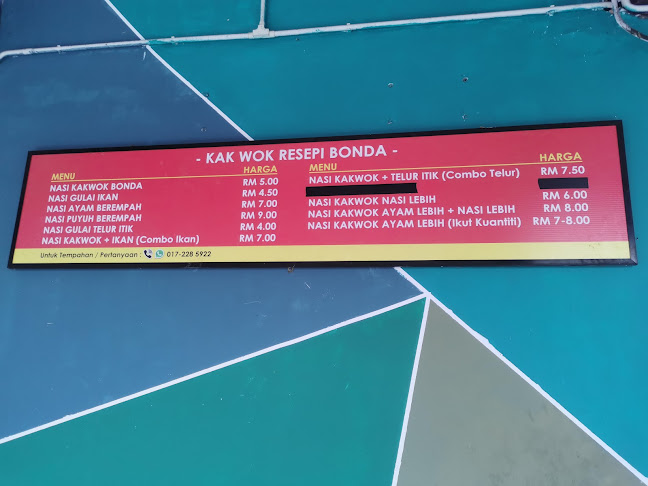 - KAK WOK RESEPI BONDA -
MENU HARGA
NASI KAKWOK BONDA RM 5.00
NASI GULAI IKAN RM 4.50
NASI AYAM BEREMPAH RM 7.00
NASI PUYUH BEREMPAH RM 9.00
NASI GULAI TELUR ITIK RM 4.00
NASI KAKWOK + IKAN (Combo Ikan) RM 7.00
MENU HARGA
NASI KAKWOK + TELUR ITIK (Combo Telur) RM 7.50
NASI KAKWOK NASI LEBIH RM 6.00
NASI KAKWOK AYAM LEBIH + NASI LEBIH RM 8.00
NASI KAKWOK AYAM LEBIH (Ikut Kuantiti) RM 7-8.00
Untuk Tempahan / Pertanyaan : 017-228 5922